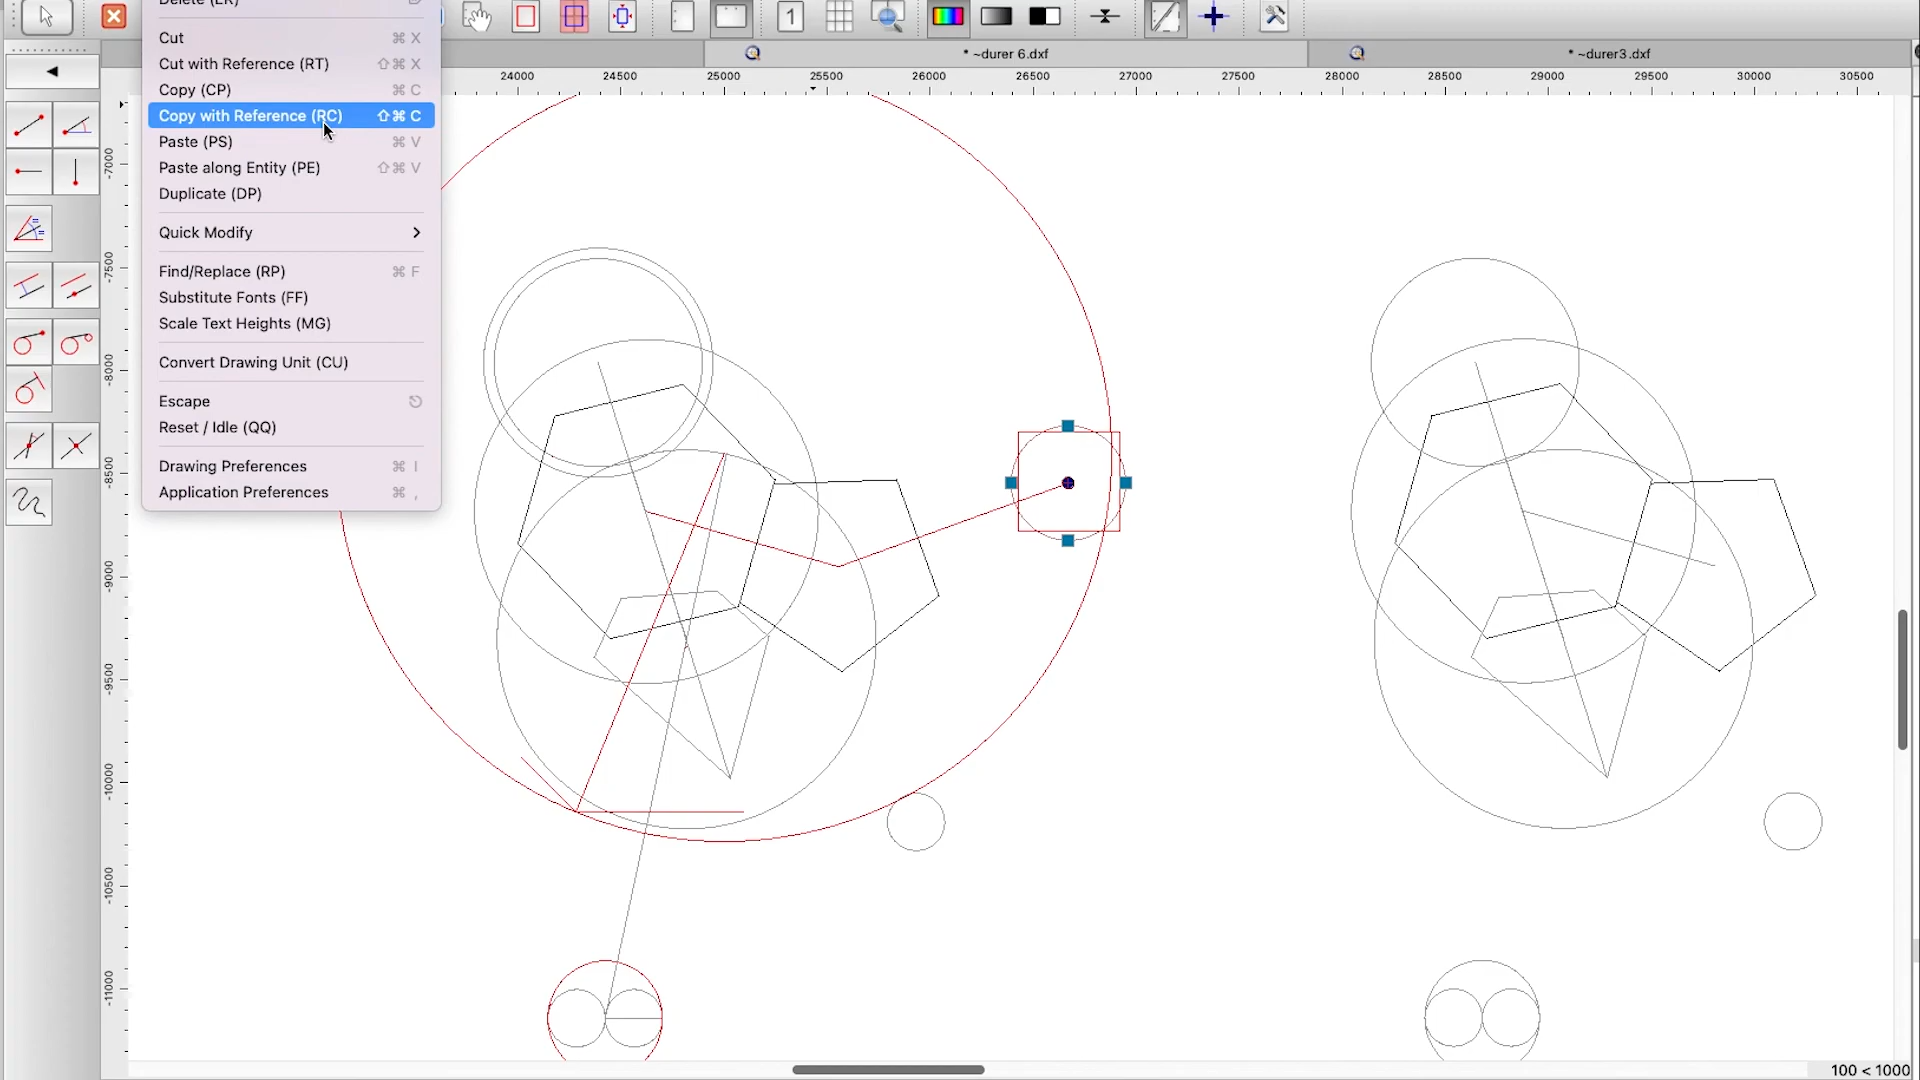 Delete (ER)
Cut ⌘ X
Cut with Reference (RT) ⇧⌘ X
Copy (CP) ⌘ C
Copy with Reference (RC) ⇧⌘ C
Paste (PS) ⌘ V
Paste along Entity (PE) ⇧⌘ V
Duplicate (DP)
Quick Modify
Find/Replace (RP) ⌘ F
Substitute Fonts (FF)
Scale Text Heights (MG)
Convert Drawing Unit (CU)
Escape
Reset / Idle (QQ)
Drawing Preferences ⌘ I
Application Preferences ⌘ ,
1
* ~durer 6.dxf
* ~durer3.dxf
24000 24500 25000 25500 26000 26500 27000 27500 28000 28500 29000 29500 30000 30500
-7000
-7500
-8000
-8500
-9000
-9500
-10000
-10500
-11000
100 < 1000